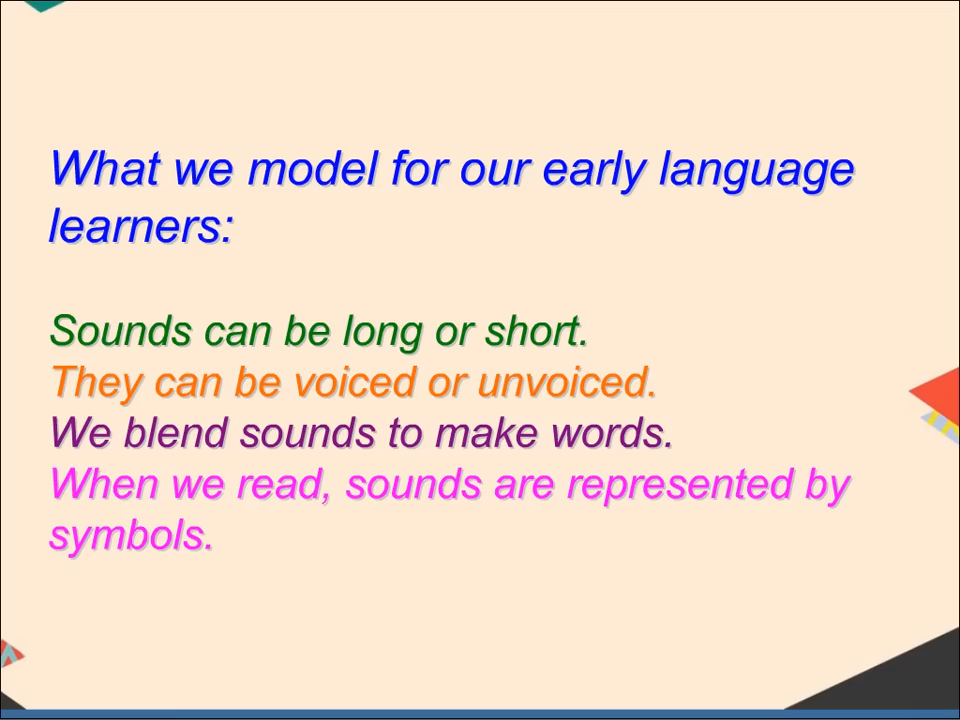 What we model for our early language
learners:
Sounds can be long or short.
They can be voiced or unvoiced.
We blend sounds to make words.
When we read, sounds are represented by
symbols.